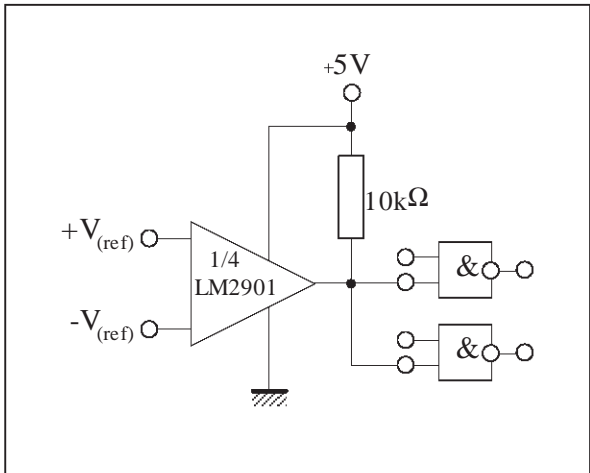 +5V
10kΩ
+V(ref)
1/4
LM2901
-V(ref)
&
&